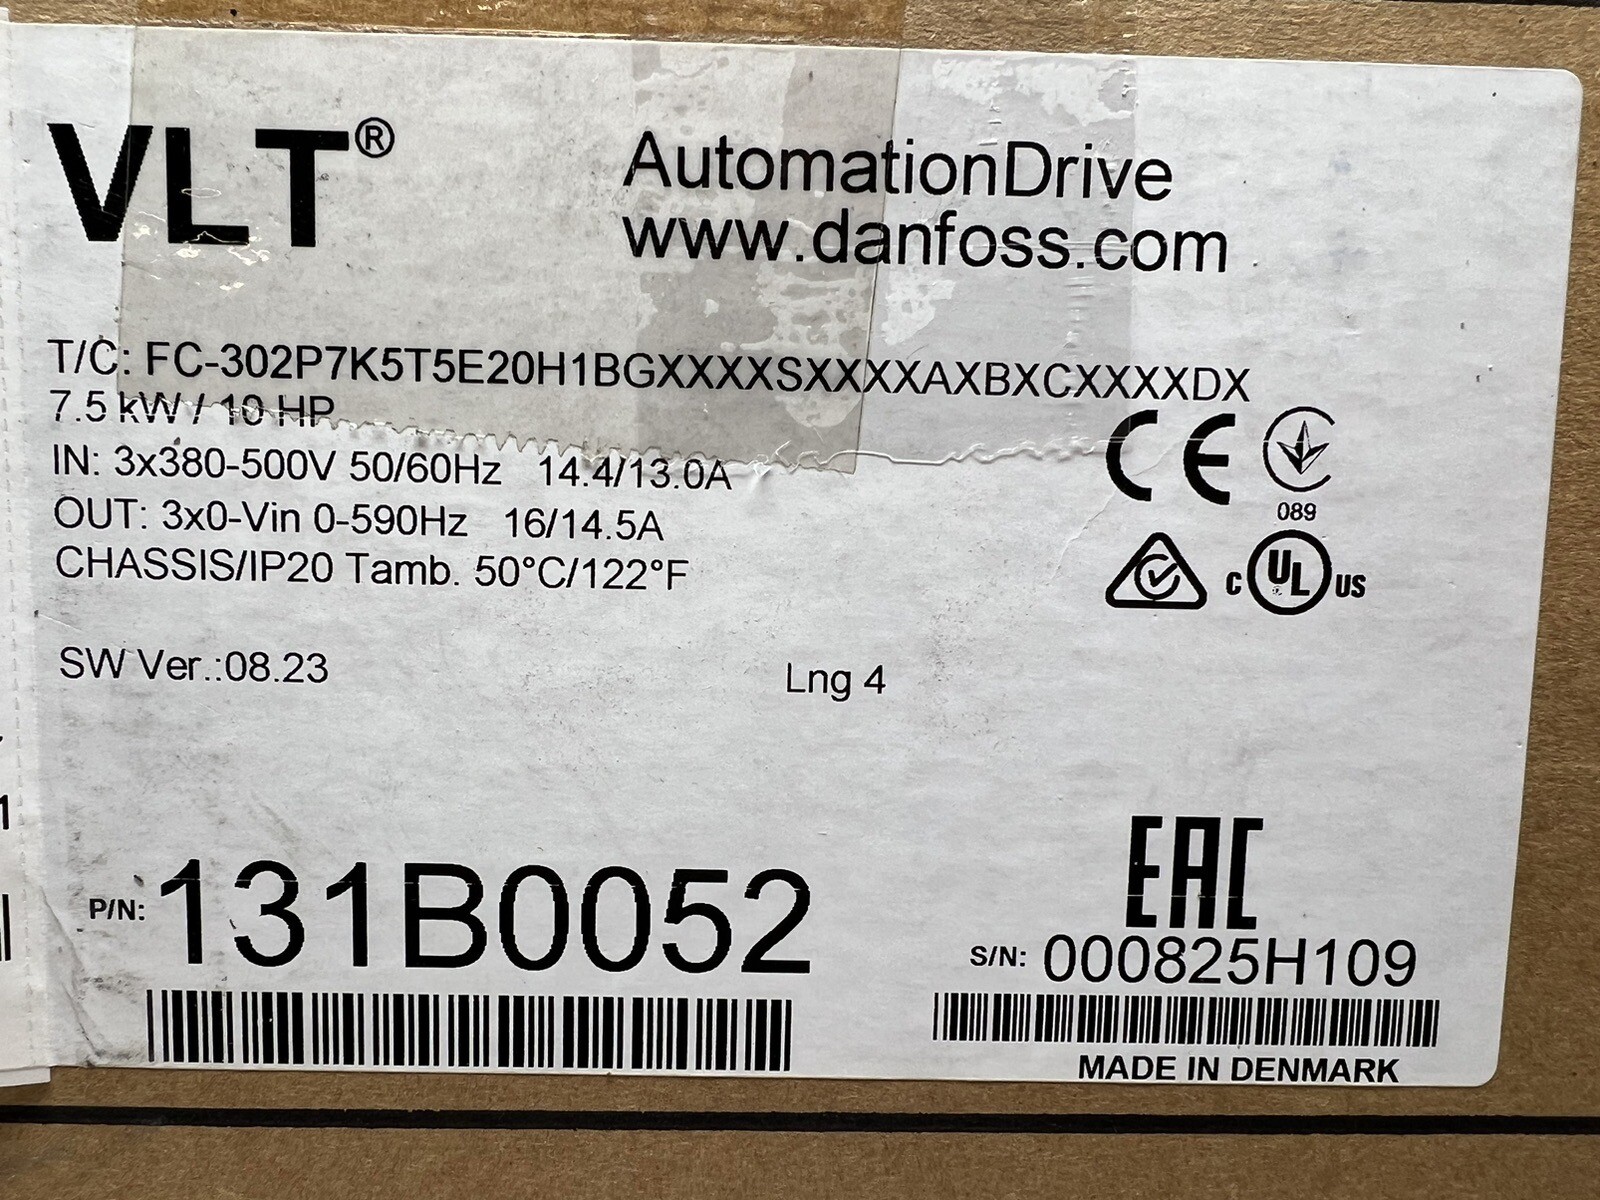 VLT®
AutomationDrive
www.danfoss.com
T/C: FC-302P7K5T5E20H1BGXXXXSXXXXAXBXCXXXXDX
7.5 kW / 10 HP
IN: 3x380-500V 50/60Hz 14.4/13.0A
OUT: 3x0-Vin 0-590Hz 16/14.5A
CHASSIS/IP20 Tamb. 50°C/122°F
CE
089
C UL US
SW Ver.:08.23
Lng 4
1
EAC
P/N: 131B0052
S/N: 000825H109
MADE IN DENMARK